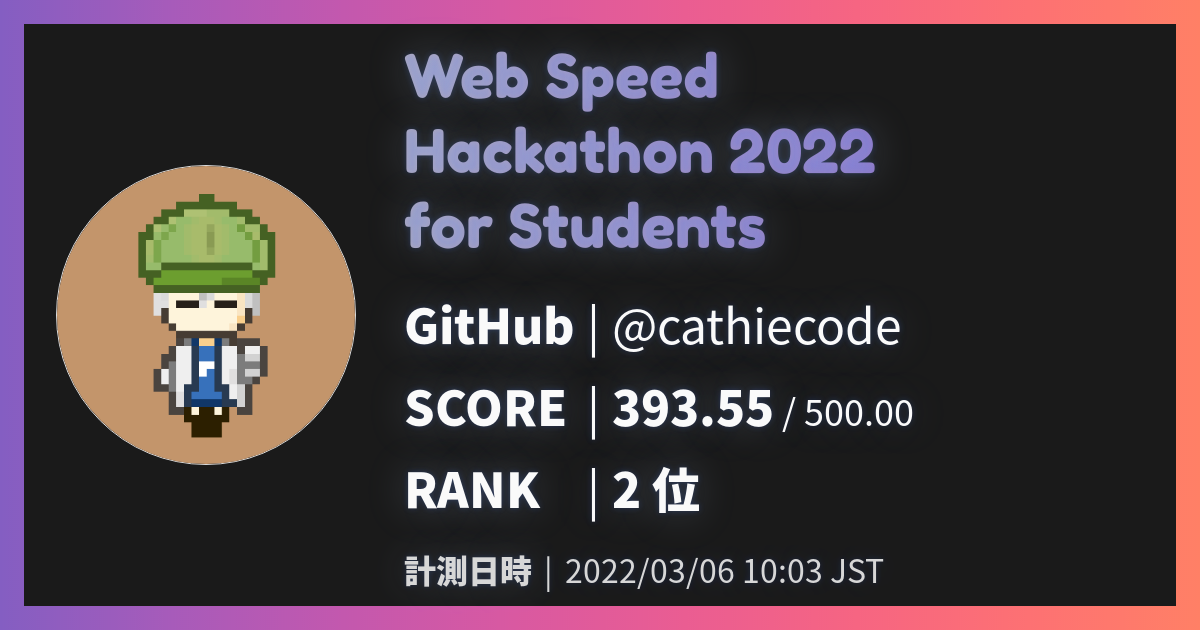 Web Speed
Hackathon 2022
for Students
GitHub | @cathiecode
SCORE | 393.55 / 500.00
RANK | 2 位
計測日時 | 2022/03/06 10:03 JST